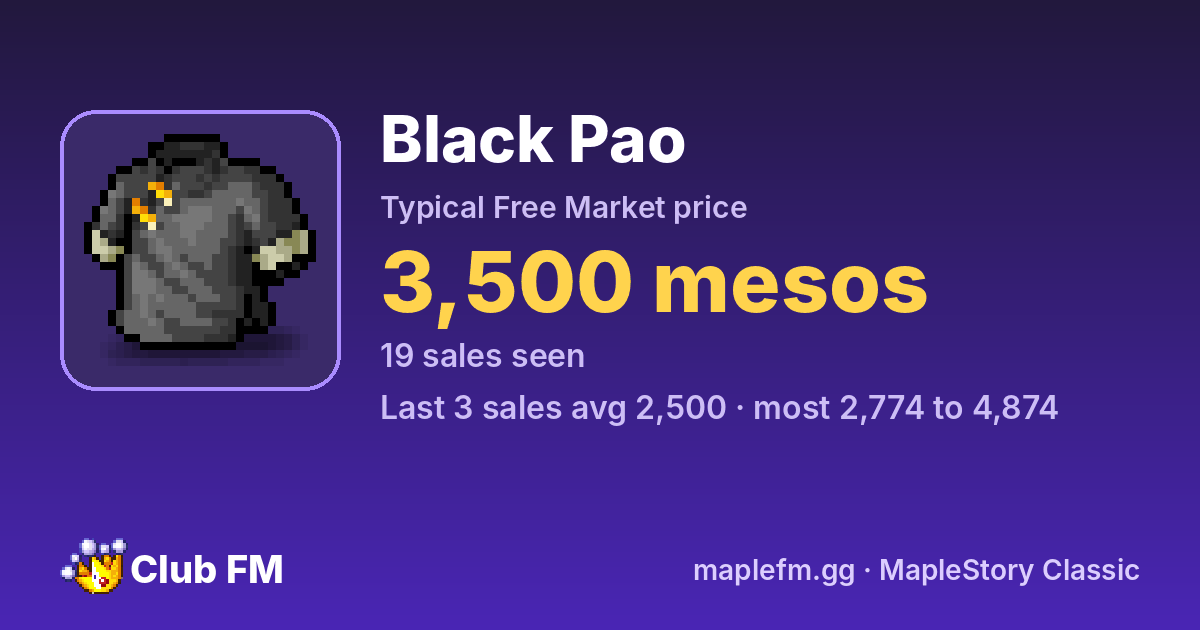 Black Pao
Typical Free Market price
3,500 mesos
19 sales seen
Last 3 sales avg 2,500 · most 2,774 to 4,874
Club FM
maplefm.gg · MapleStory Classic